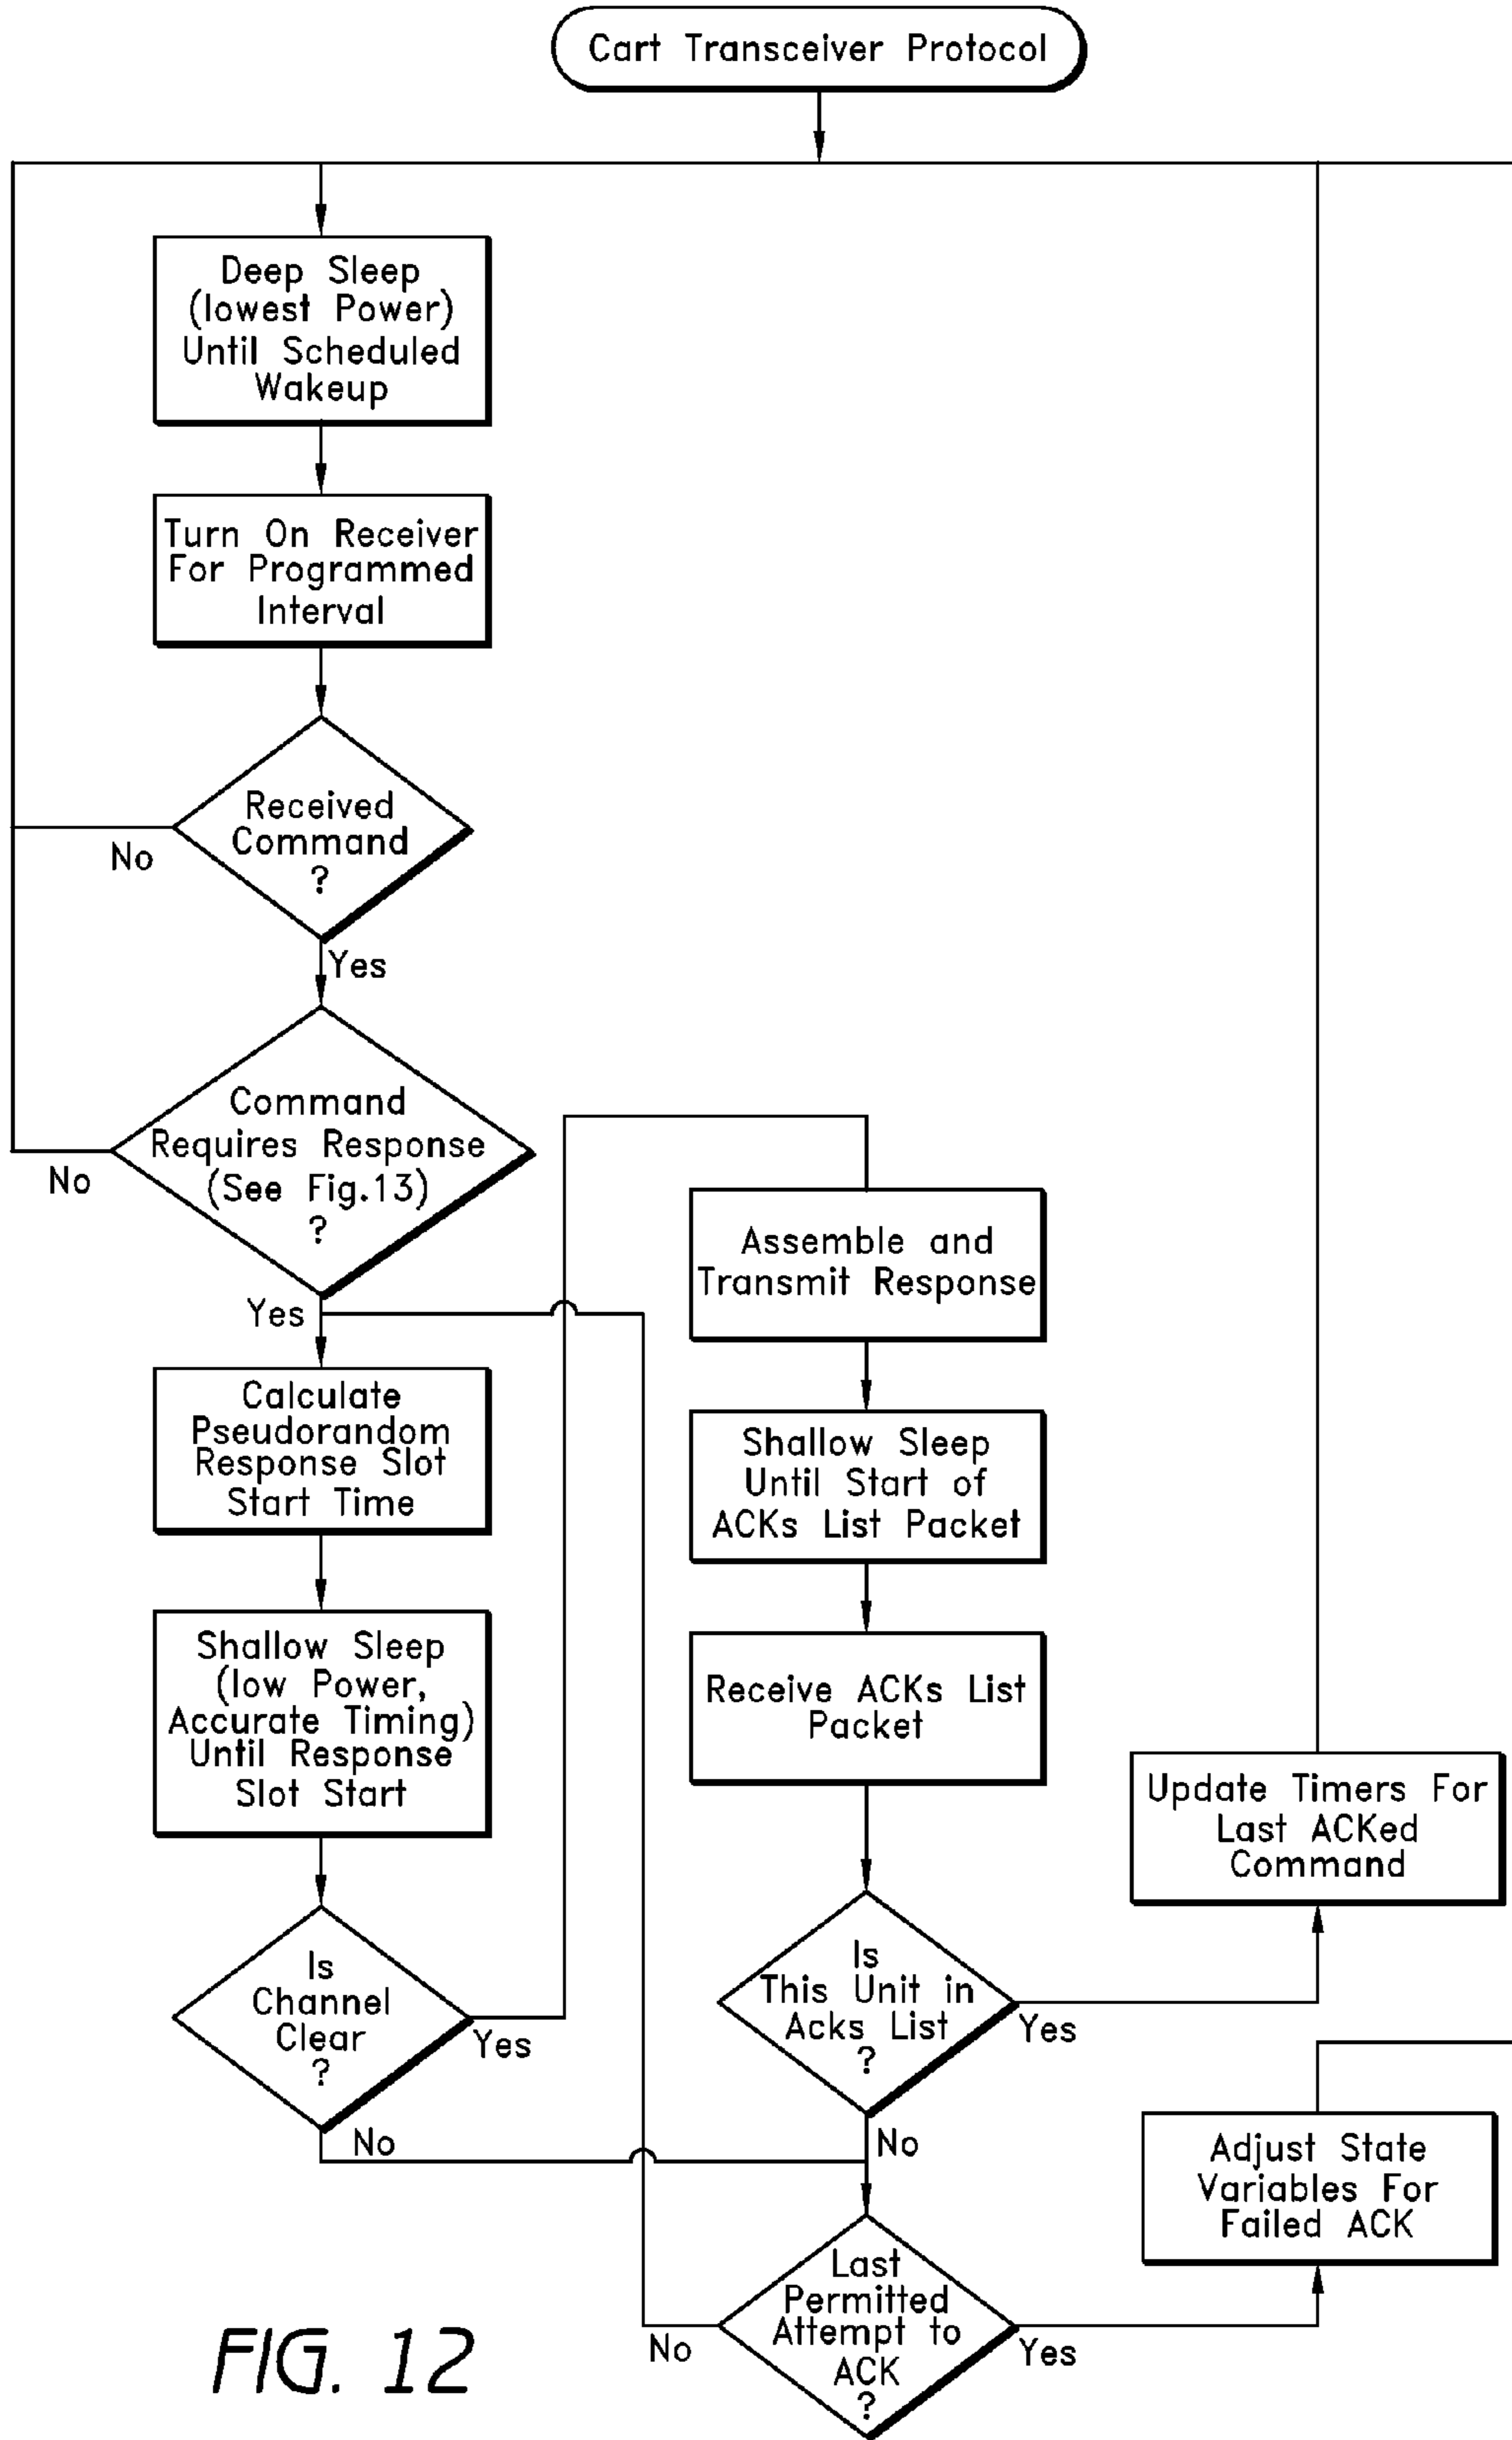 Cart Transceiver Protocol
Deep Sleep
(lowest Power)
Until Scheduled
Wakeup
Turn On Receiver
For Programmed
Interval
Received
Command
?
No
Yes
Command
Requires Response
(See Fig.13)
?
No
Yes
Calculate
Pseudorandom
Response Slot
Start Time
Shallow Sleep
(low Power,
Accurate Timing)
Until Response
Slot Start
Is
Channel
Clear
?
Yes
No
Assemble and
Transmit Response
Shallow Sleep
Until Start of
ACKs List Packet
Receive ACKs List
Packet
Is
This Unit in
Acks List
?
Yes
No
Update Timers For
Last ACKed
Command
Last
Permitted
Attempt to
ACK
?
No
Yes
Adjust State
Variables For
Failed ACK
FIG. 12